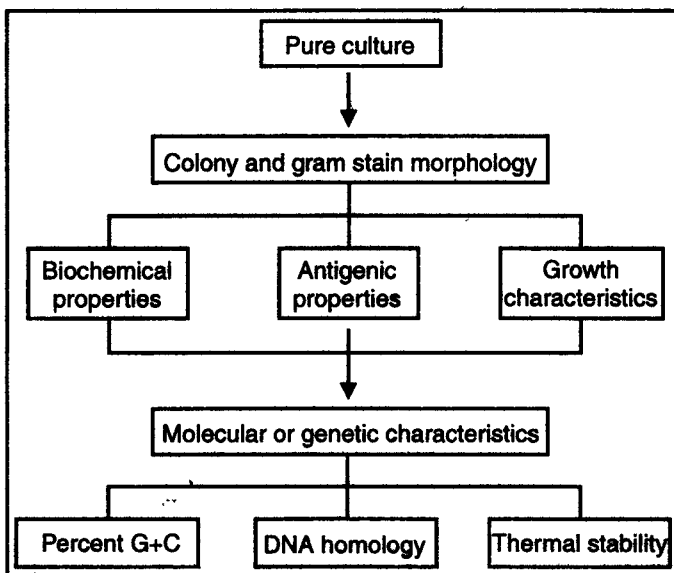 Pure culture
Colony and gram stain morphology
Biochemical
properties
Antigenic
properties
Growth
characteristics
Molecular or genetic characteristics
Percent G+C
DNA homology
Thermal stability